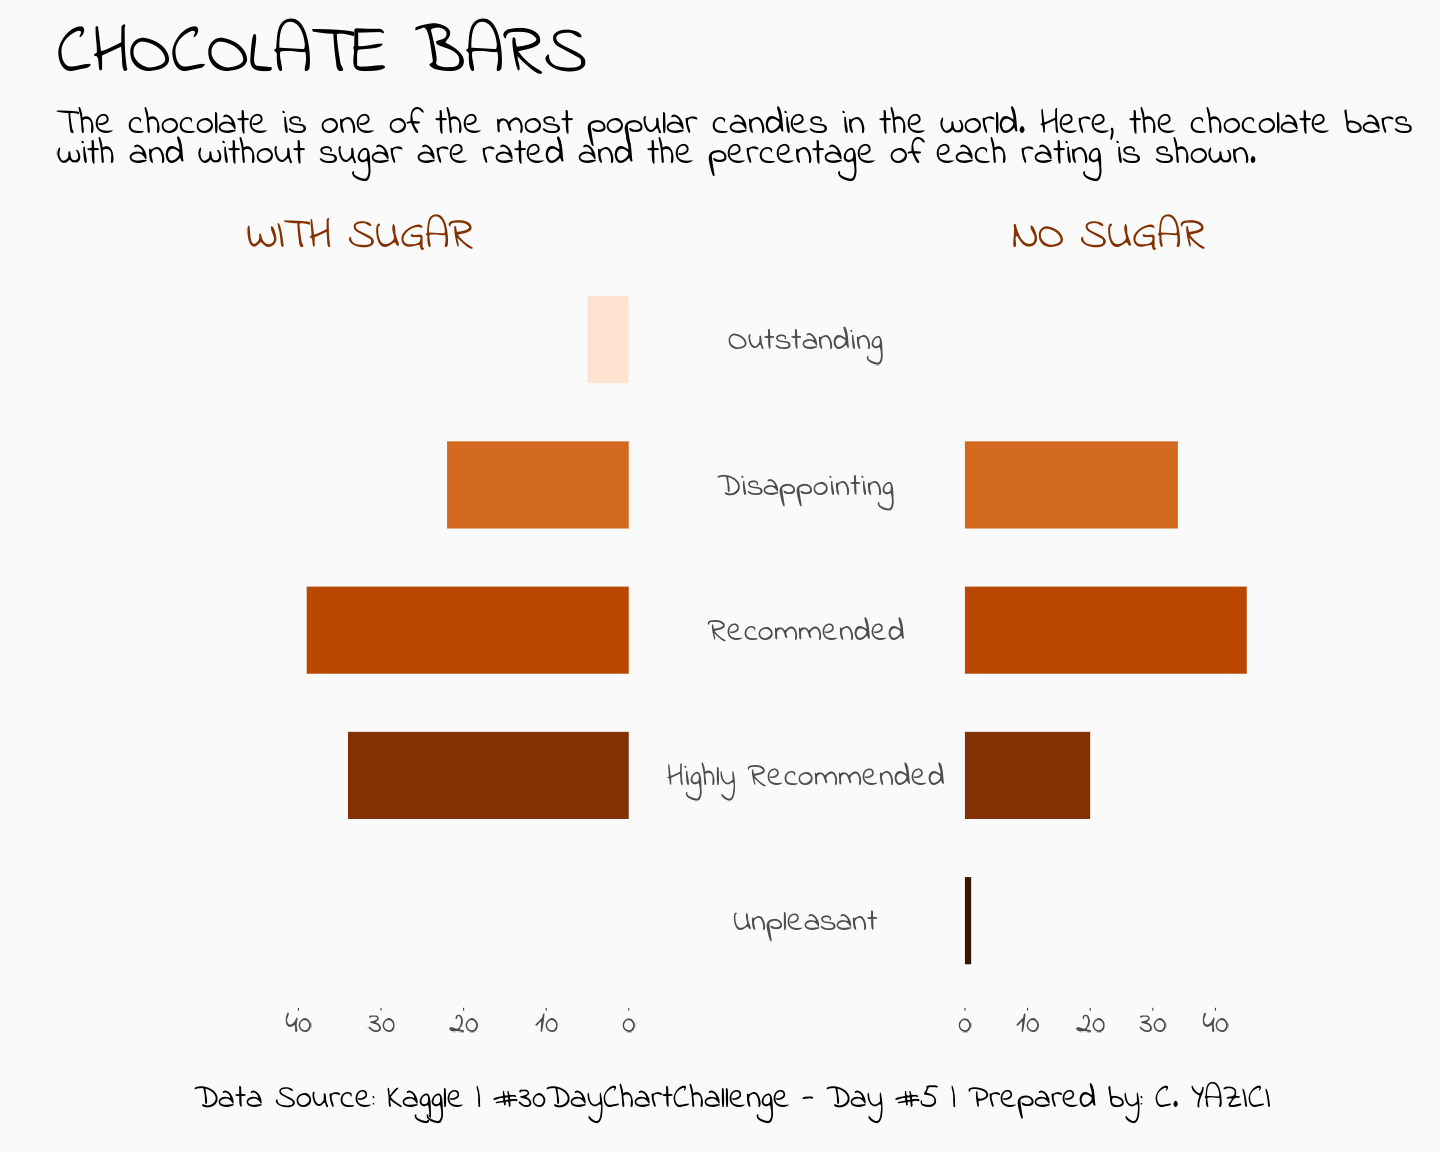 CHOCOLATE BARS
The chocolate is one of the most popular candies in the world. Here, the chocolate bars
with and without sugar are rated and the percentage of each rating is shown.
WITH SUGAR
NO SUGAR
Outstanding
Disappointing
Recommended
Highly Recommended
Unpleasant
40 30 20 10 0
0 10 20 30 40
Data Source: Kaggle | #30DayChartChallenge - Day #5 | Prepared by: C. YAZICI